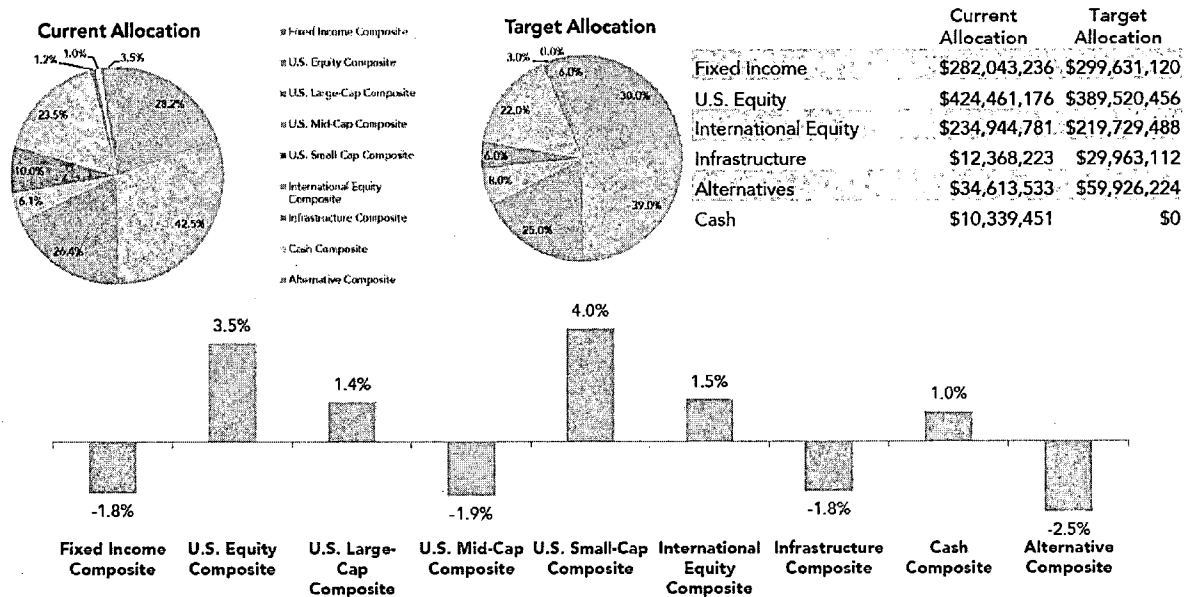 Current Allocation
1.2%
1.0%
3.5%
28.2%
23.5%
10.0%
6.1%
26.4%
42.5%
Fixed Income Composite
U.S. Equity Composite
U.S. Large-Cap Composite
U.S. Mid-Cap Composite
U.S. Small Cap Composite
International Equity
Composite
Infrastructure Composite
Cash Composite
Alternative Composite
Target Allocation
3.0%
0.0%
6.0%
30.0%
22.0%
6.0%
8.0%
25.0%
39.0%
Current Target
Allocation Allocation
Fixed Income $282,043,236 $299,631,120
U.S. Equity $424,461,176 $389,520,456
International Equity $234,944,781 $219,729,488
Infrastructure $12,368,223 $29,963,112
Alternatives $34,613,533 $59,926,224
Cash $10,339,451 $0
-1.8%
3.5%
1.4%
-1.9%
4.0%
1.5%
-1.8%
1.0%
-2.5%
Fixed Income
Composite
U.S. Equity
Composite
U.S. Large-
Cap
Composite
U.S. Mid-Cap
Composite
U.S. Small-Cap
Composite
International
Equity
Composite
Infrastructure
Composite
Cash
Composite
Alternative
Composite